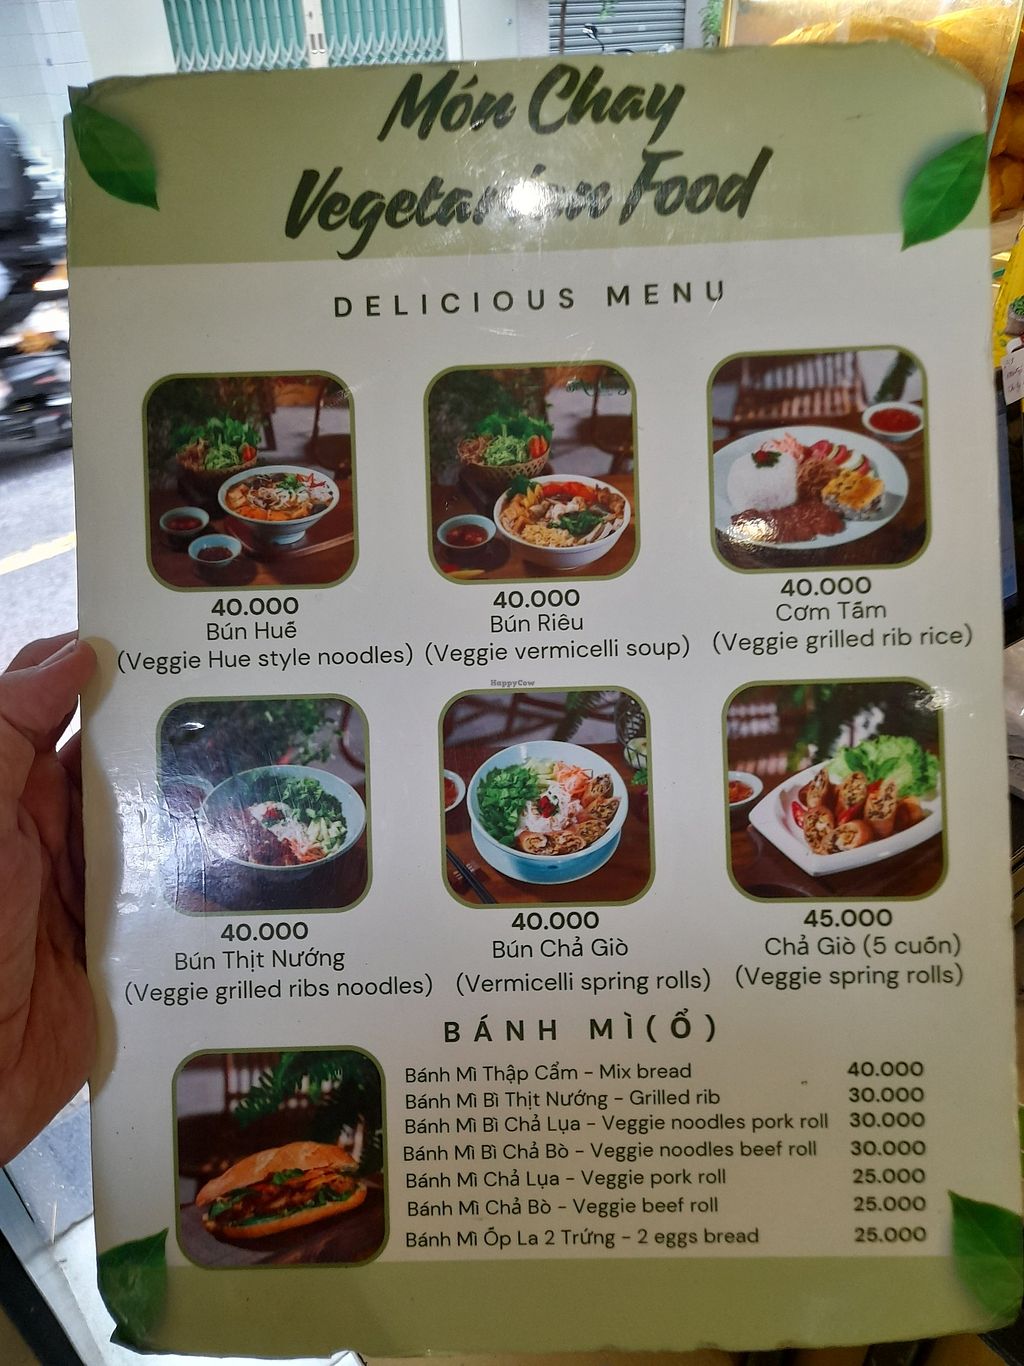 Món Chay
Vegetarian Food
DELICIOUS MENU
40.000
Bún Huế
(Veggie Hue style noodles)
40.000
Bún Riêu
(Veggie vermicelli soup)
40.000
Cơm Tấm
(Veggie grilled rib rice)
HappyCow
40.000
Bún Thịt Nướng
(Veggie grilled ribs noodles)
40.000
Bún Chả Giò
(Vermicelli spring rolls)
45.000
Chả Giò (5 cuốn)
(Veggie spring rolls)
BÁNH MÌ(Ổ)
Bánh Mì Thập Cẩm - Mix bread 40.000
Bánh Mì Bì Thịt Nướng - Grilled rib 30.000
Bánh Mì Bì Chả Lụa - Veggie noodles pork roll 30.000
Bánh Mì Bì Chả Bò - Veggie noodles beef roll 30.000
Bánh Mì Chả Lụa - Veggie pork roll 25.000
Bánh Mì Chả Bò - Veggie beef roll 25.000
Bánh Mì Ốp La 2 Trứng - 2 eggs bread 25.000